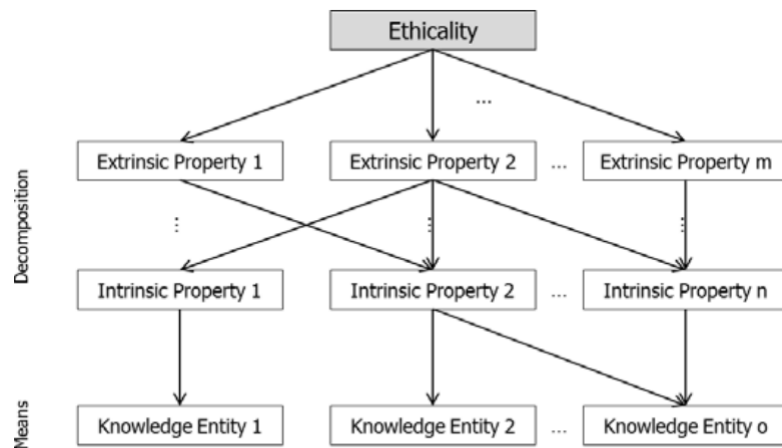 Ethicality
...
Extrinsic Property 1
Extrinsic Property 2
...
Extrinsic Property m
Decomposition
...
...
...
Intrinsic Property 1
Intrinsic Property 2
...
Intrinsic Property n
Means
Knowledge Entity 1
Knowledge Entity 2
...
Knowledge Entity o